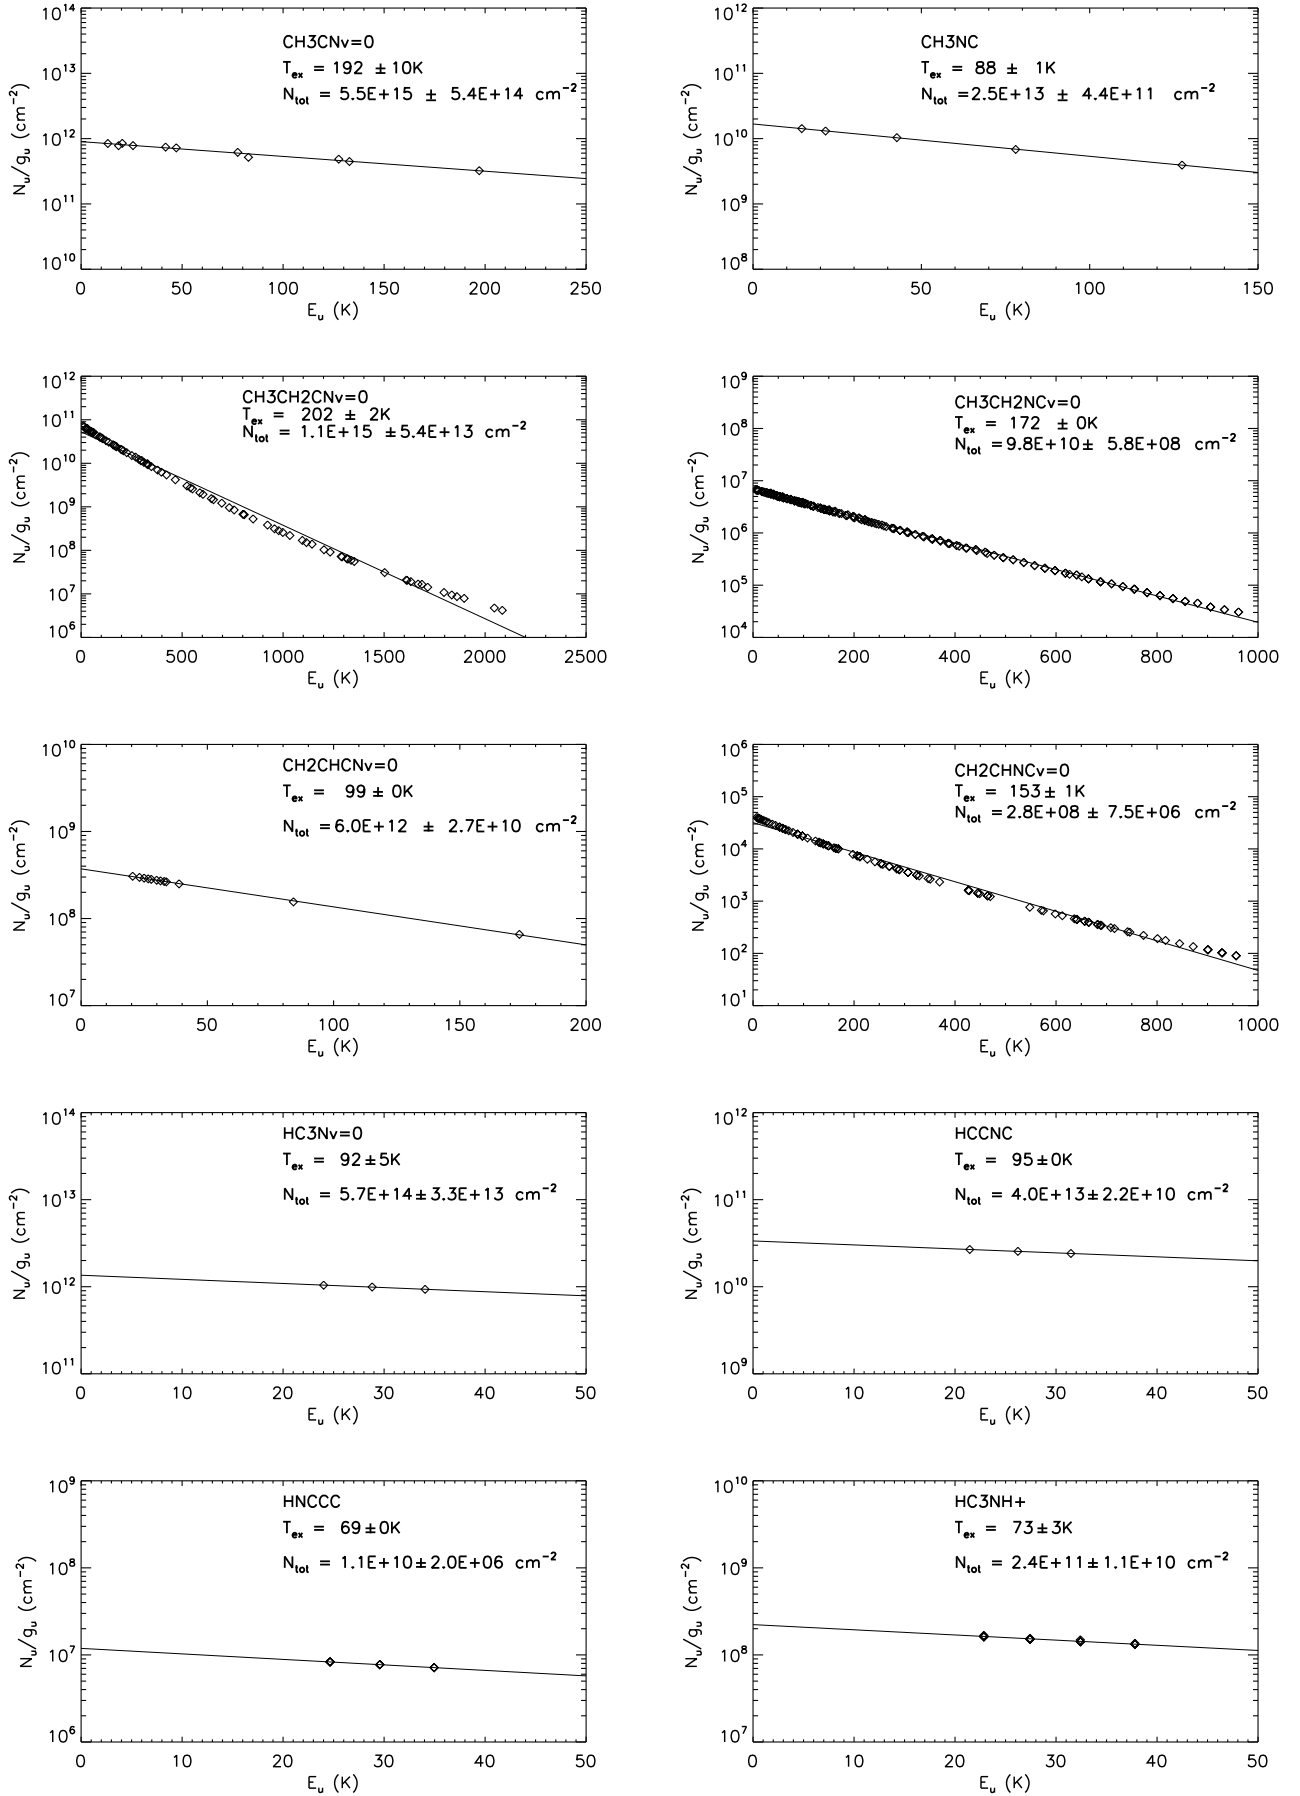 CH3CNv=0
T_ex = 192 ± 10K
N_tot = 5.5E+15 ± 5.4E+14 cm^-2
10^14
10^13
10^12
10^11
10^10
N_u/g_u (cm^-2)
0 50 100 150 200 250
E_u (K)
CH3NC
T_ex = 88 ± 1K
N_tot = 2.5E+13 ± 4.4E+11 cm^-2
10^12
10^11
10^10
10^9
10^8
N_u/g_u (cm^-2)
0 50 100 150
E_u (K)
CH3CH2CNv=0
T_ex = 202 ± 2K
N_tot = 1.1E+15 ± 5.4E+13 cm^-2
10^12
10^11
10^10
10^9
10^8
10^7
10^6
N_u/g_u (cm^-2)
0 500 1000 1500 2000 2500
E_u (K)
CH3CH2NCv=0
T_ex = 172 ± 0K
N_tot = 9.8E+10 ± 5.8E+08 cm^-2
10^9
10^8
10^7
10^6
10^5
10^4
N_u/g_u (cm^-2)
0 200 400 600 800 1000
E_u (K)
CH2CHCNv=0
T_ex = 99 ± 0K
N_tot = 6.0E+12 ± 2.7E+10 cm^-2
10^10
10^9
10^8
10^7
N_u/g_u (cm^-2)
0 50 100 150 200
E_u (K)
CH2CHNCv=0
T_ex = 153 ± 1K
N_tot = 2.8E+08 ± 7.5E+06 cm^-2
10^6
10^5
10^4
10^3
10^2
10^1
N_u/g_u (cm^-2)
0 200 400 600 800 1000
E_u (K)
HC3Nv=0
T_ex = 92 ± 5K
N_tot = 5.7E+14 ± 3.3E+13 cm^-2
10^14
10^13
10^12
10^11
N_u/g_u (cm^-2)
0 10 20 30 40 50
E_u (K)
HCCNC
T_ex = 95 ± 0K
N_tot = 4.0E+13 ± 2.2E+10 cm^-2
10^12
10^11
10^10
10^9
N_u/g_u (cm^-2)
0 10 20 30 40 50
E_u (K)
HNCCC
T_ex = 69 ± 0K
N_tot = 1.1E+10 ± 2.0E+06 cm^-2
10^9
10^8
10^7
10^6
N_u/g_u (cm^-2)
0 10 20 30 40 50
E_u (K)
HC3NH+
T_ex = 73 ± 3K
N_tot = 2.4E+11 ± 1.1E+10 cm^-2
10^10
10^9
10^8
10^7
N_u/g_u (cm^-2)
0 10 20 30 40 50
E_u (K)